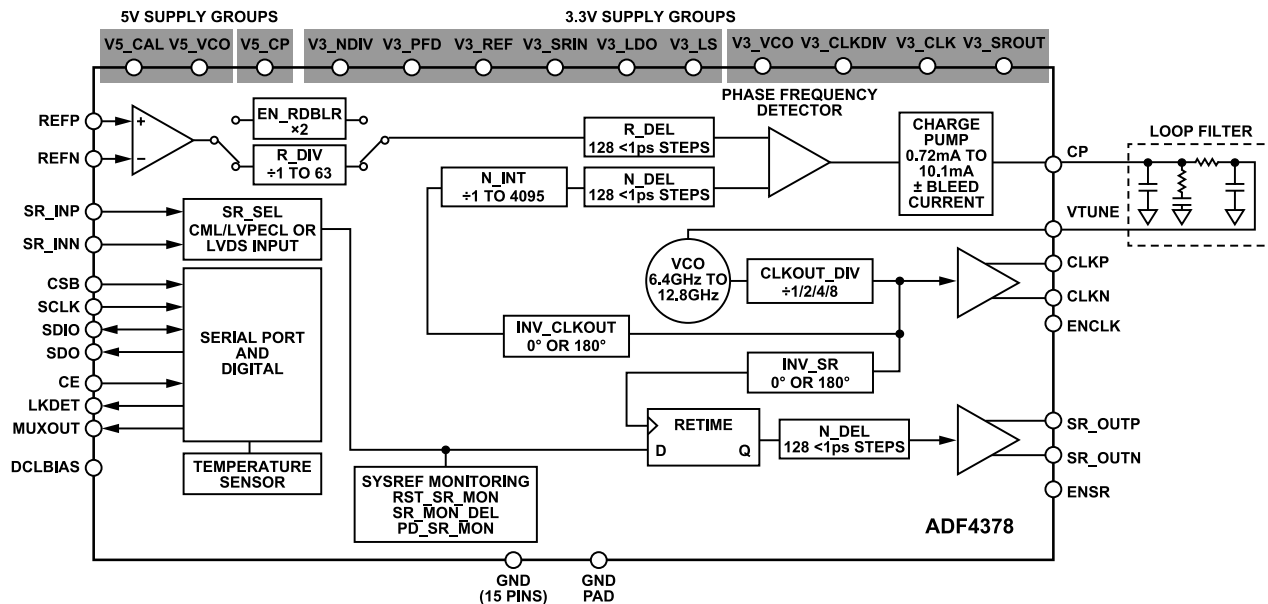 5V SUPPLY GROUPS
3.3V SUPPLY GROUPS
V5_CAL V5_VCO V5_CP V3_NDIV V3_PFD V3_REF V3_SRIN V3_LDO V3_LS V3_VCO V3_CLKDIV V3_CLK V3_SROUT
REFP
REFN
+
−
EN_RDBLR
×2
R_DIV
÷1 TO 63
R_DEL
128 <1ps STEPS
N_INT
÷1 TO 4095
N_DEL
128 <1ps STEPS
PHASE FREQUENCY
DETECTOR
CHARGE
PUMP
0.72mA TO
10.1mA
± BLEED
CURRENT
CP
LOOP FILTER
VTUNE
SR_INP
SR_INN
SR_SEL
CML/LVPECL OR
LVDS INPUT
CSB
SCLK
SDIO
SDO
CE
LKDET
MUXOUT
DCLBIAS
SERIAL PORT
AND
DIGITAL
TEMPERATURE
SENSOR
VCO
6.4GHz TO
12.8GHz
CLKOUT_DIV
÷1/2/4/8
CLKP
CLKN
ENCLK
INV_CLKOUT
0° OR 180°
INV_SR
0° OR 180°
RETIME
D
Q
N_DEL
128 <1ps STEPS
SR_OUTP
SR_OUTN
ENSR
SYSREF MONITORING
RST_SR_MON
SR_MON_DEL
PD_SR_MON
ADF4378
GND
(15 PINS)
GND
PAD